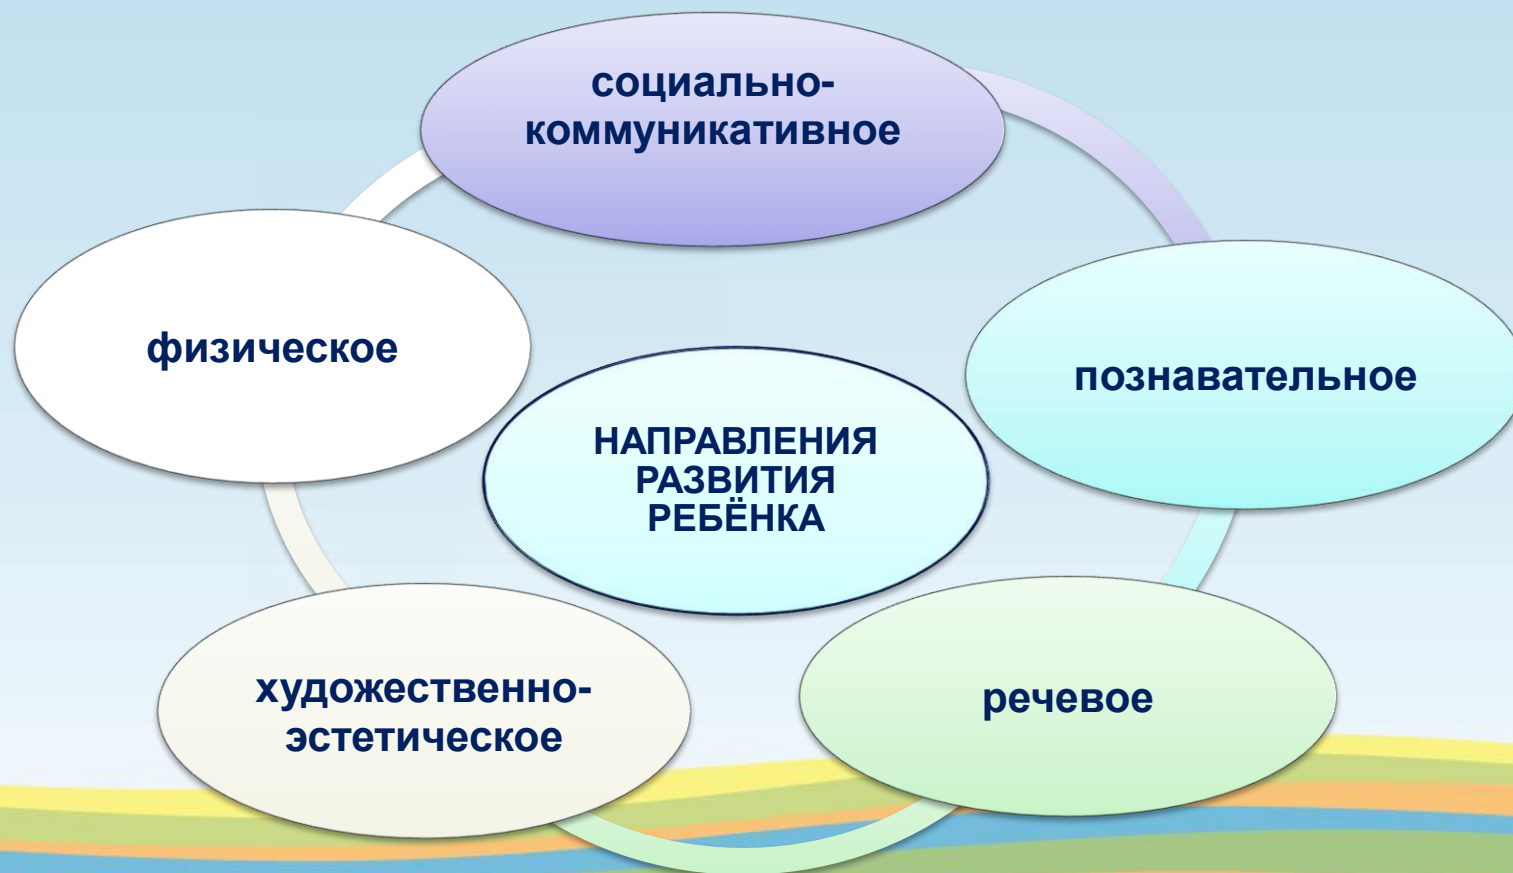 социально-
коммуникативное
физическое
познавательное
НАПРАВЛЕНИЯ
РАЗВИТИЯ
РЕБЁНКА
художественно-
эстетическое
речевое